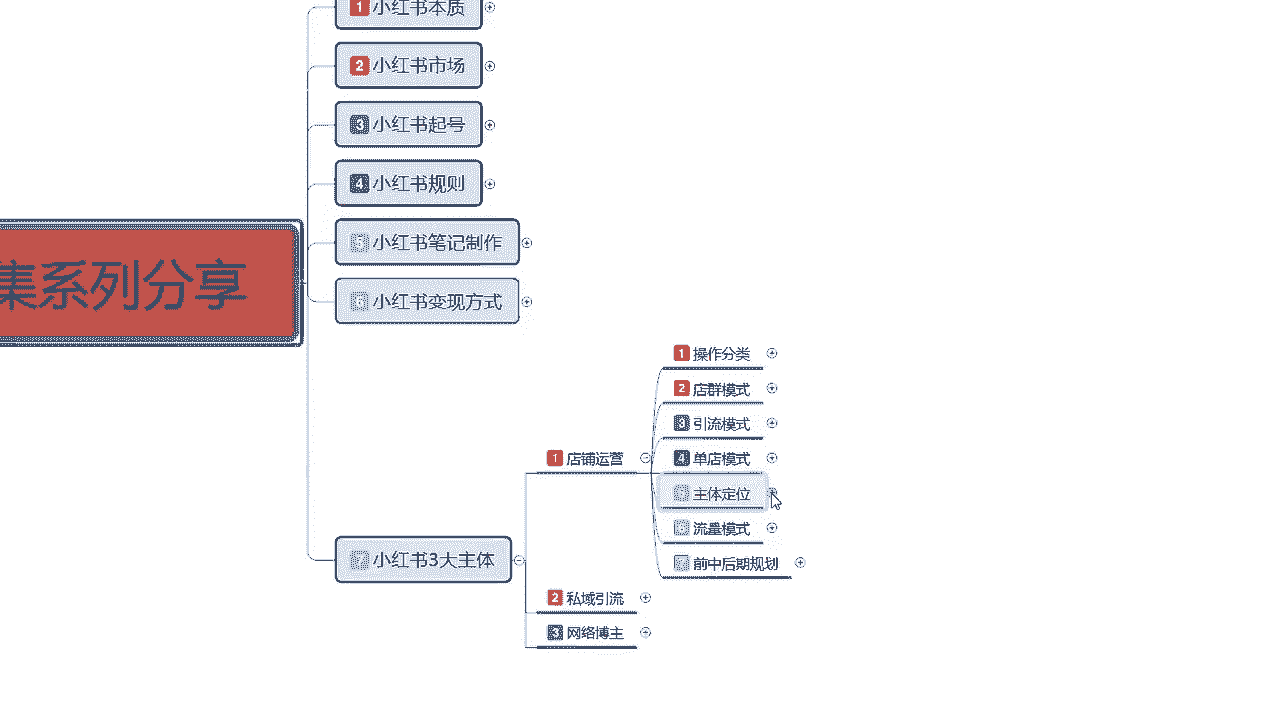 1 小红书本质
2 小红书市场
3 小红书起号
4 小红书规则
5 小红书笔记制作
6 小红书变现方式
集系列分享
1 操作分类
2 店群模式
3 引流模式
4 单店模式
主体定位
流量模式
前中后期规划
1 店铺运营
7 小红书3大主体
2 私域引流
3 网络博主